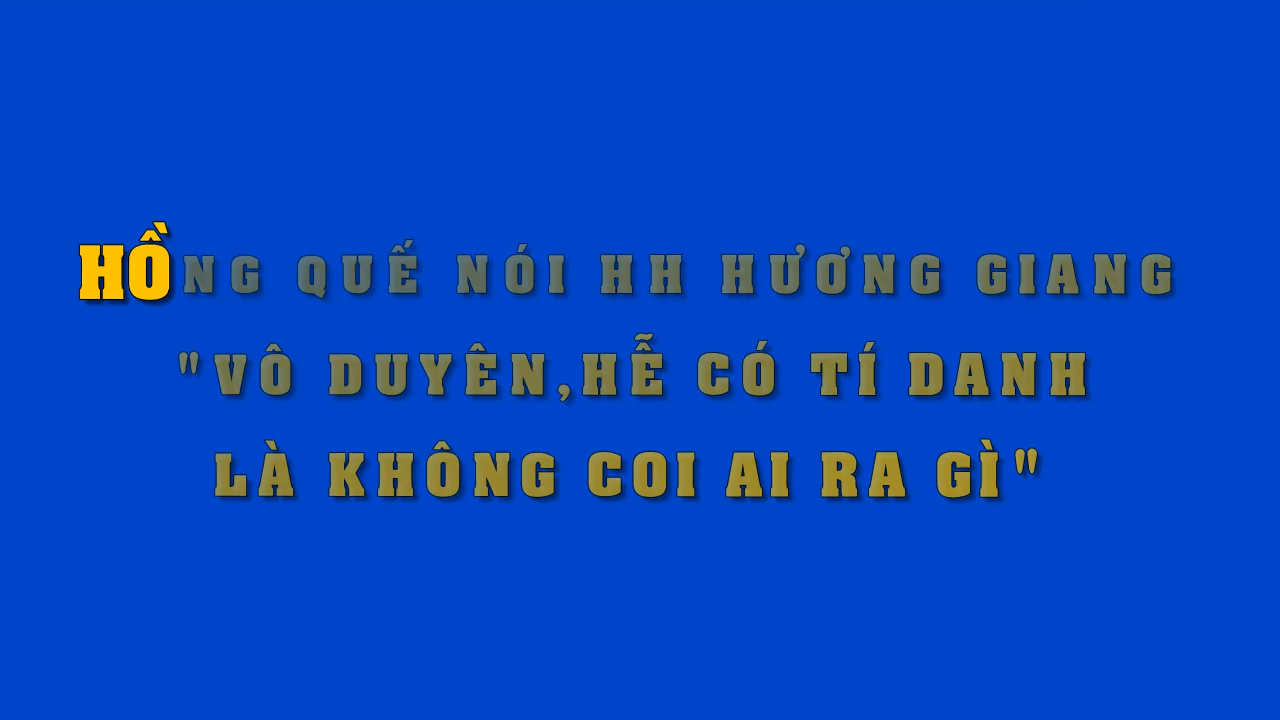 HỒNG QUẾ NÓI HH HƯƠNG GIANG
"VÔ DUYÊN,HỄ CÓ TÍ DANH
LÀ KHÔNG COI AI RA GÌ"